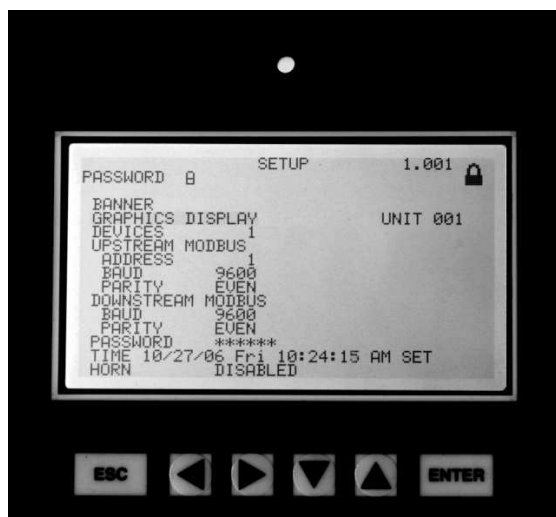 SETUP 1.001
PASSWORD A
BANNER
GRAPHICS DISPLAY UNIT 001
DEVICES 1
UPSTREAM MODBUS
ADDRESS 1
BAUD 9600
PARITY EVEN
DOWNSTREAM MODBUS
BAUD 9600
PARITY EVEN
PASSWORD ******
TIME 10/27/06 Fri 10:24:15 AM SET
HORN DISABLED
ESC ENTER